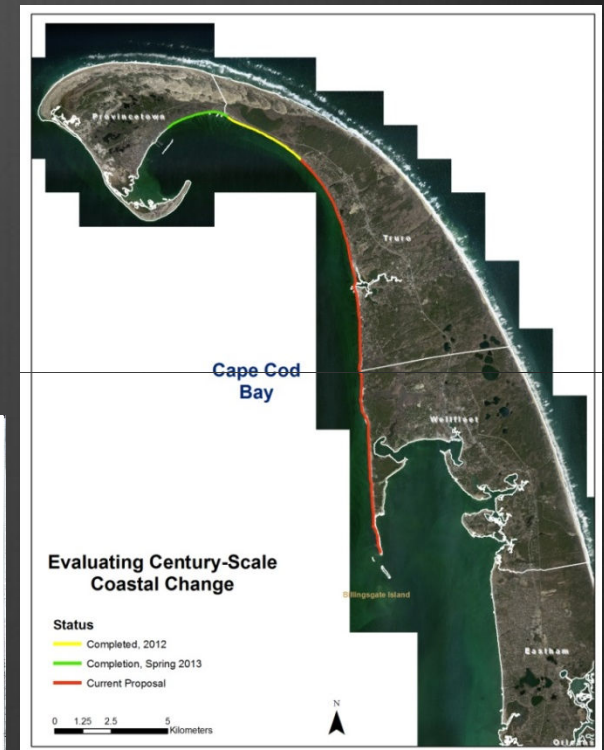 Provincetown
Truro
Cape Cod
Bay
Wellfleet
Evaluating Century-Scale
Coastal Change
Billingsgate Island
Status
Completed, 2012
Completion, Spring 2013
Current Proposal
Eastham
N
0 1.25 2.5 5
Kilometers